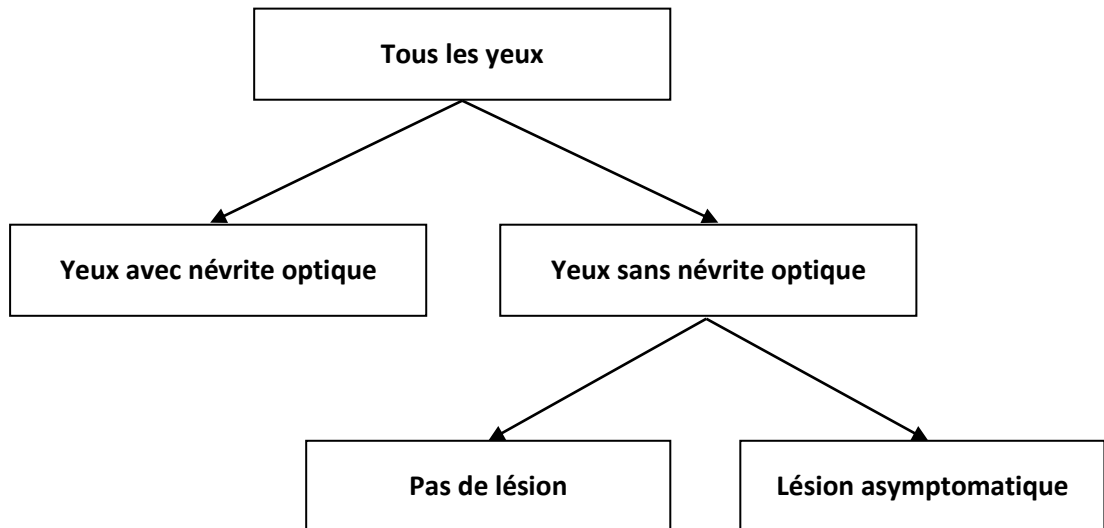 Tous les yeux
Yeux avec névrite optique
Yeux sans névrite optique
Pas de lésion
Lésion asymptomatique